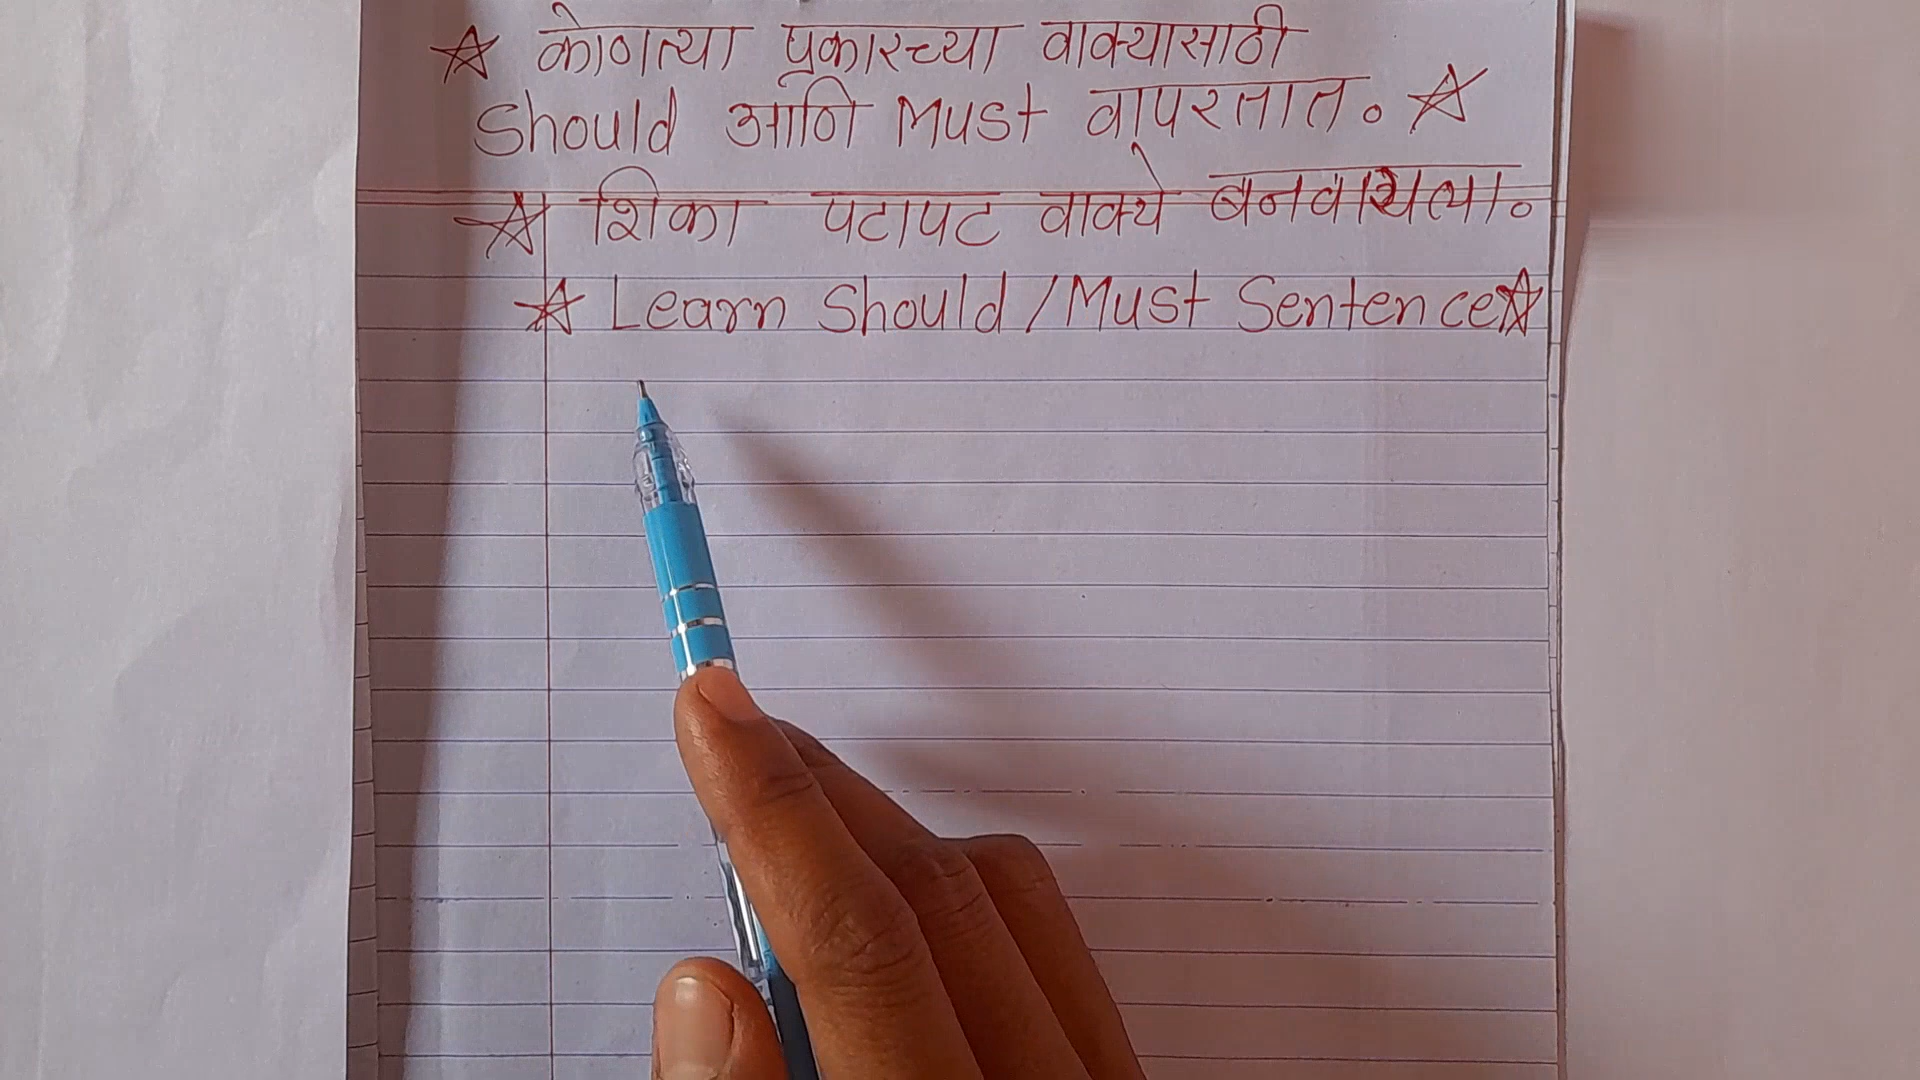 ☆ कोणत्या प्रकारच्या वाक्यासाठी
Should आणि Must वापरतात. ☆
☆ शिका पटापट वाक्ये बनवायला.
☆ Learn Should / Must Sentence ☆